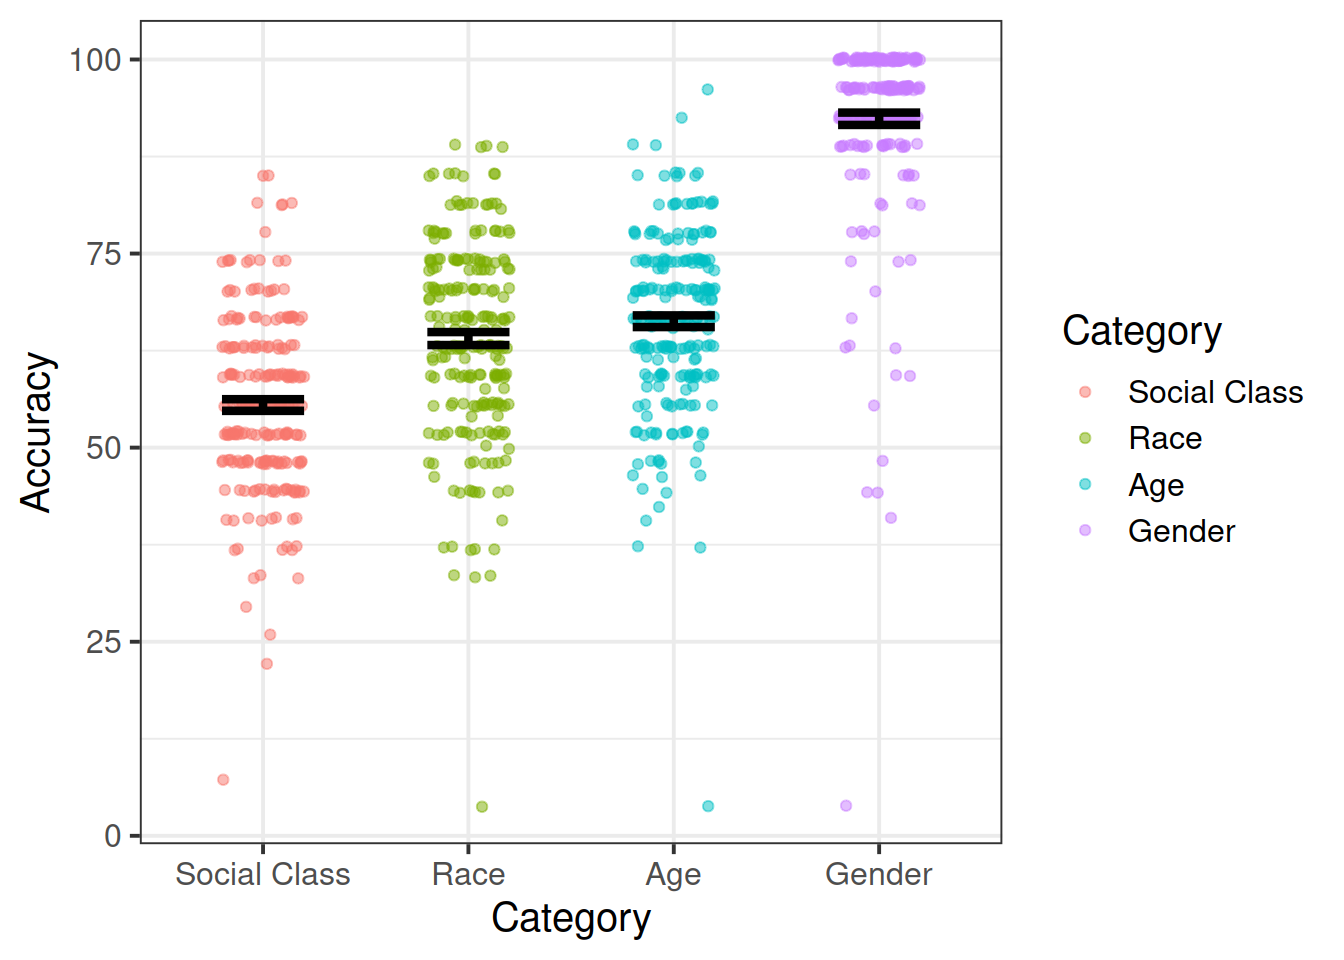 100
75
50
25
0
Accuracy
Social Class Race Age Gender
Category
Category
Social Class
Race
Age
Gender